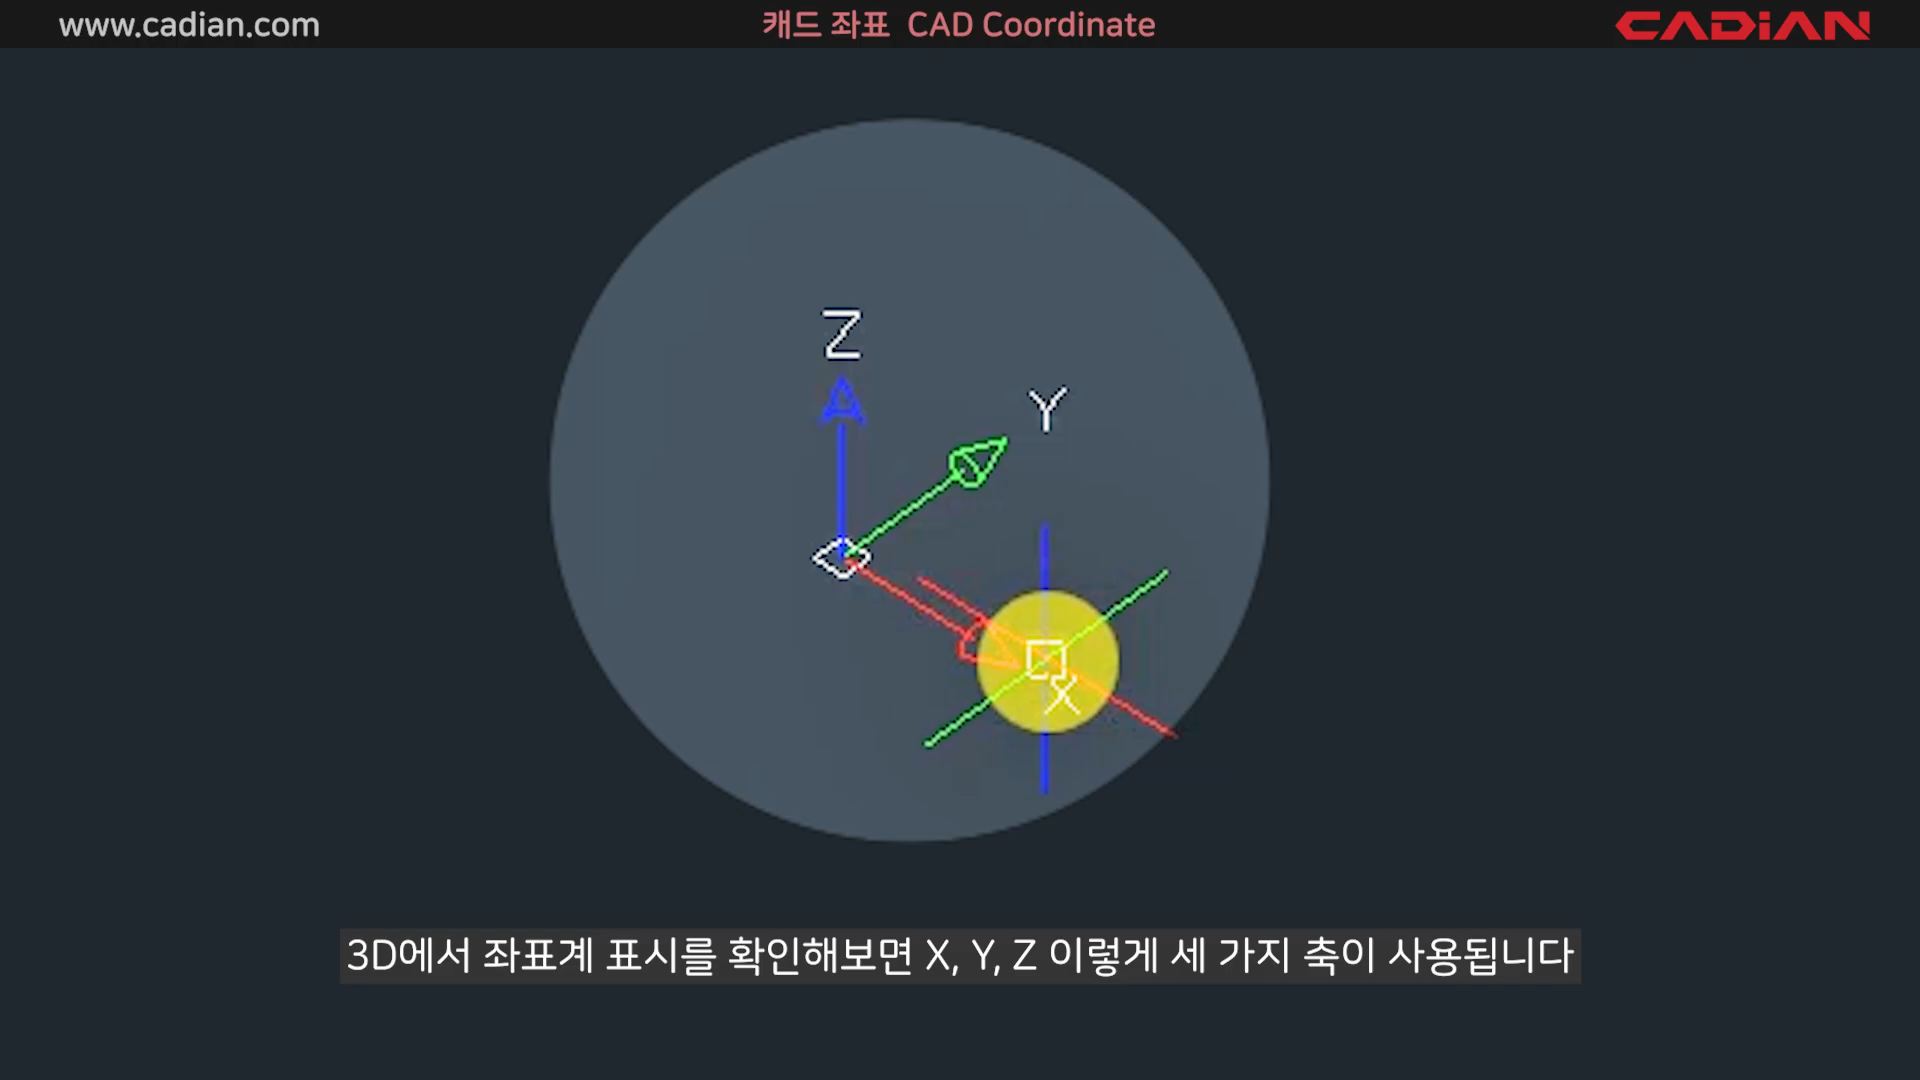 www.cadian.com
캐드 좌표 CAD Coordinate
CADiAN
Z
Y
X
3D에서 좌표계 표시를 확인해보면 X, Y, Z 이렇게 세 가지 축이 사용됩니다